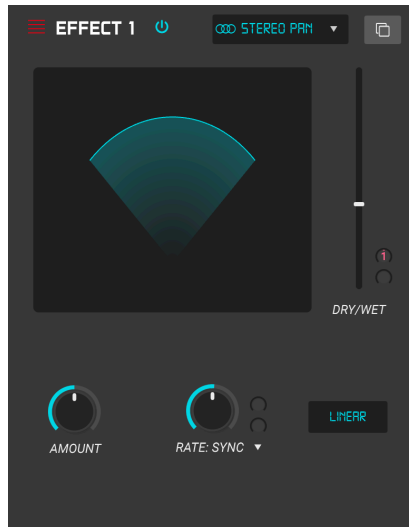 EFFECT 1
STEREO PAN
1
DRY/WET
AMOUNT
RATE: SYNC
LINEAR